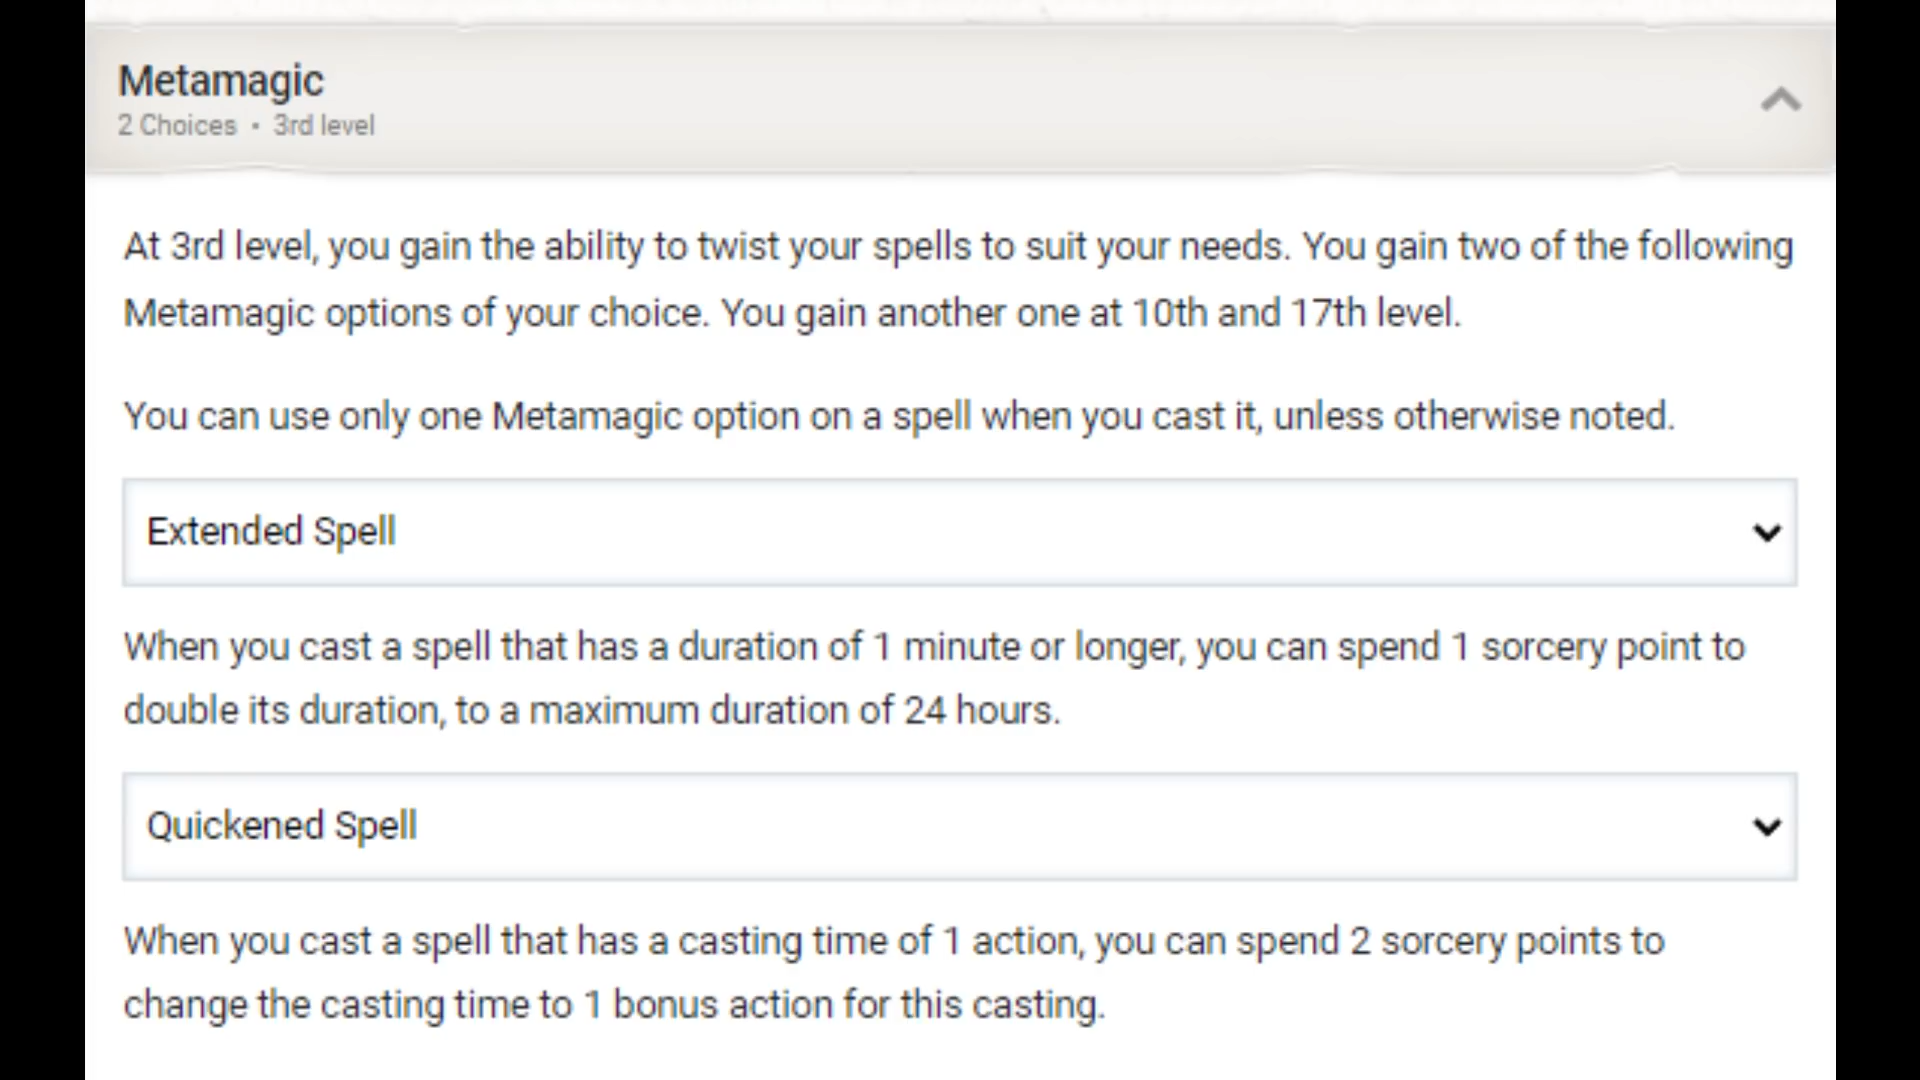 Metamagic
2 Choices • 3rd level
At 3rd level, you gain the ability to twist your spells to suit your needs. You gain two of the following
Metamagic options of your choice. You gain another one at 10th and 17th level.
You can use only one Metamagic option on a spell when you cast it, unless otherwise noted.
Extended Spell
When you cast a spell that has a duration of 1 minute or longer, you can spend 1 sorcery point to
double its duration, to a maximum duration of 24 hours.
Quickened Spell
When you cast a spell that has a casting time of 1 action, you can spend 2 sorcery points to
change the casting time to 1 bonus action for this casting.